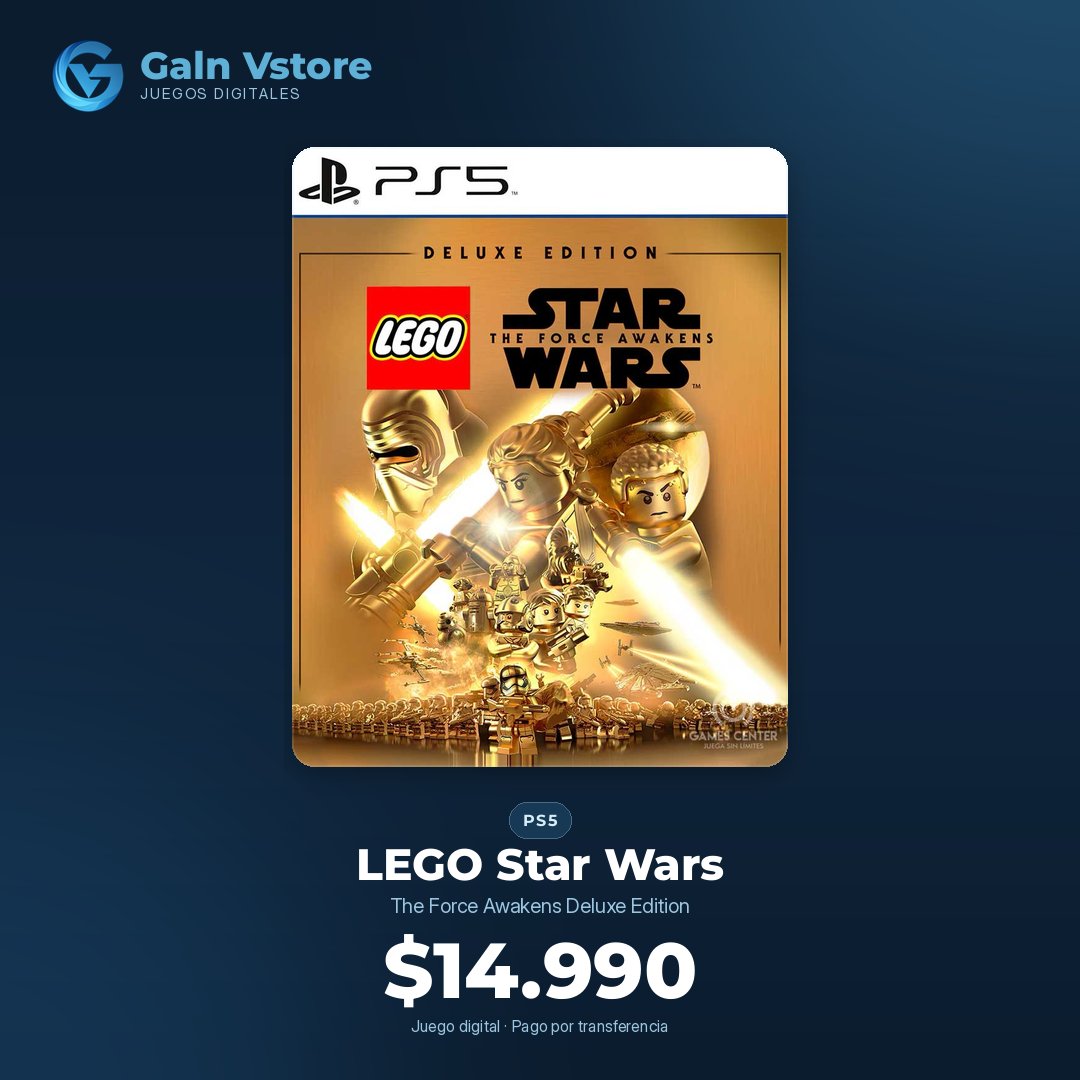 GaIn Vstore
JUEGOS DIGITALES
PS5
DELUXE EDITION
LEGO
STAR
THE FORCE AWAKENS
WARS
GAMES CENTER
JUEGA SIN LIMITES
PS5
LEGO Star Wars
The Force Awakens Deluxe Edition
$14.990
Juego digital · Pago por transferencia